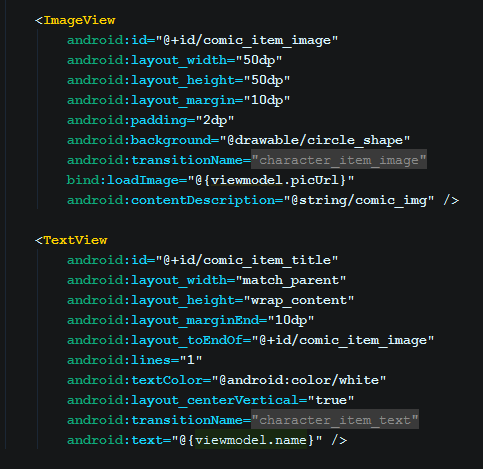 <ImageView
android:id="@+id/comic_item_image"
android:layout_width="50dp"
android:layout_height="50dp"
android:layout_margin="10dp"
android:padding="2dp"
android:background="@drawable/circle_shape"
android:transitionName="character_item_image"
bind:loadImage="@{viewmodel.picUrl}"
android:contentDescription="@string/comic_img" />
<TextView
android:id="@+id/comic_item_title"
android:layout_width="match_parent"
android:layout_height="wrap_content"
android:layout_marginEnd="10dp"
android:layout_toEndOf="@+id/comic_item_image"
android:lines="1"
android:textColor="@android:color/white"
android:layout_centerVertical="true"
android:transitionName="character_item_text"
android:text="@{viewmodel.name}" />